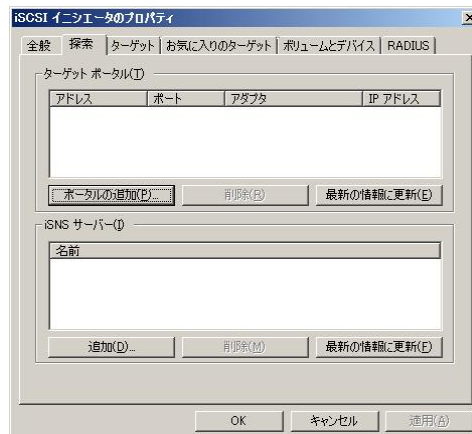 iSCSI イニシエータのプロパティ
全般 探索 ターゲット お気に入りのターゲット ボリュームとデバイス RADIUS
ターゲット ポータル(T)
アドレス ポート アダプタ IP アドレス
ポータルの追加(P)... 削除(R) 最新の情報に更新(E)
iSNS サーバー(I)
名前
追加(D)... 削除(M) 最新の情報に更新(F)
OK キャンセル 適用(A)